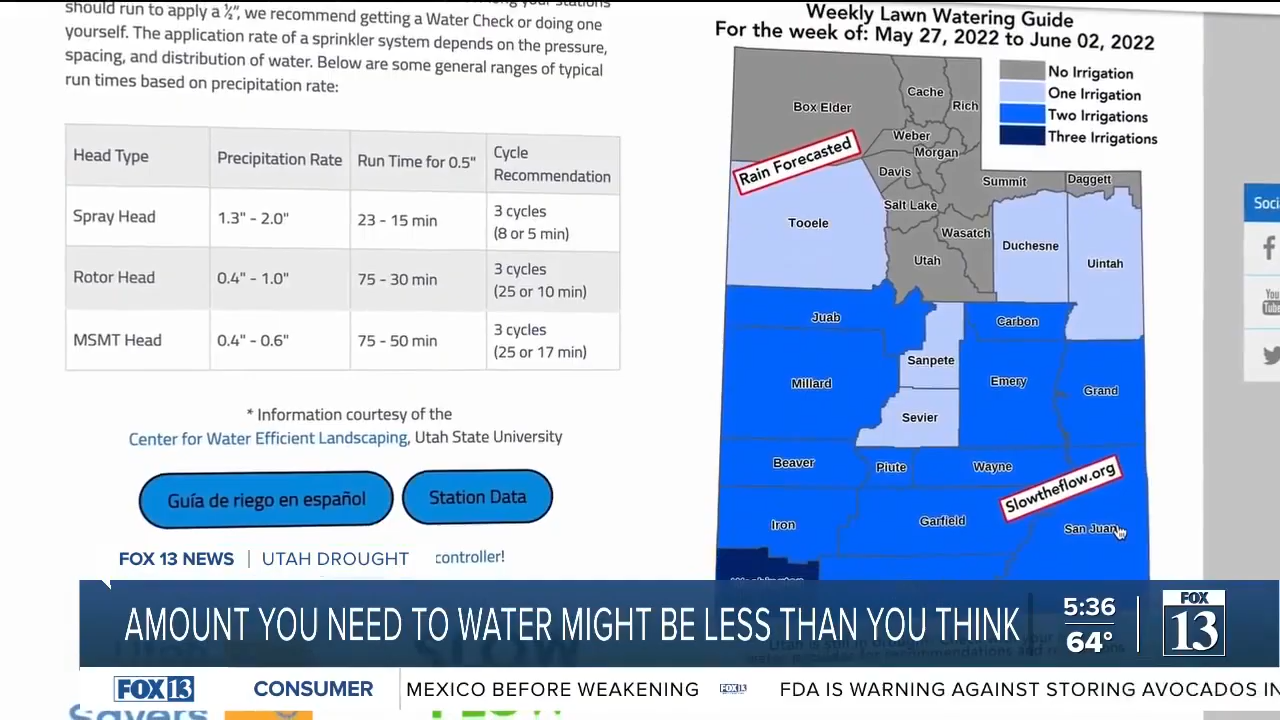 should run to apply a ½", we recommend getting a Water Check or doing one
yourself. The application rate of a sprinkler system depends on the pressure,
spacing, and distribution of water. Below are some general ranges of typical
run times based on precipitation rate:
Head Type
Precipitation Rate
Run Time for 0.5"
Cycle
Recommendation
Spray Head
1.3" - 2.0"
23 - 15 min
3 cycles
(8 or 5 min)
Rotor Head
0.4" - 1.0"
75 - 30 min
3 cycles
(25 or 10 min)
MSMT Head
0.4" - 0.6"
75 - 50 min
3 cycles
(25 or 17 min)
* Information courtesy of the
Center for Water Efficient Landscaping, Utah State University
Guía de riego en español
Station Data
controller!
Weekly Lawn Watering Guide
For the week of: May 27, 2022 to June 02, 2022
No Irrigation
One Irrigation
Two Irrigations
Three Irrigations
Box Elder
Cache
Rich
Weber
Morgan
Rain Forecasted
Davis
Summit
Daggett
Salt Lake
Tooele
Wasatch
Duchesne
Utah
Uintah
Juab
Carbon
Sanpete
Millard
Emery
Grand
Sevier
Beaver
Piute
Wayne
Slowtheflow.org
Iron
Garfield
San Juan
Washington
Soci
You
Tube
FOX 13 NEWS | UTAH DROUGHT
AMOUNT YOU NEED TO WATER MIGHT BE LESS THAN YOU THINK
5:36
64°
FOX
13
FOX 13
CONSUMER
MEXICO BEFORE WEAKENING
FOX 13
FDA IS WARNING AGAINST STORING AVOCADOS IN
Savers
FLOW